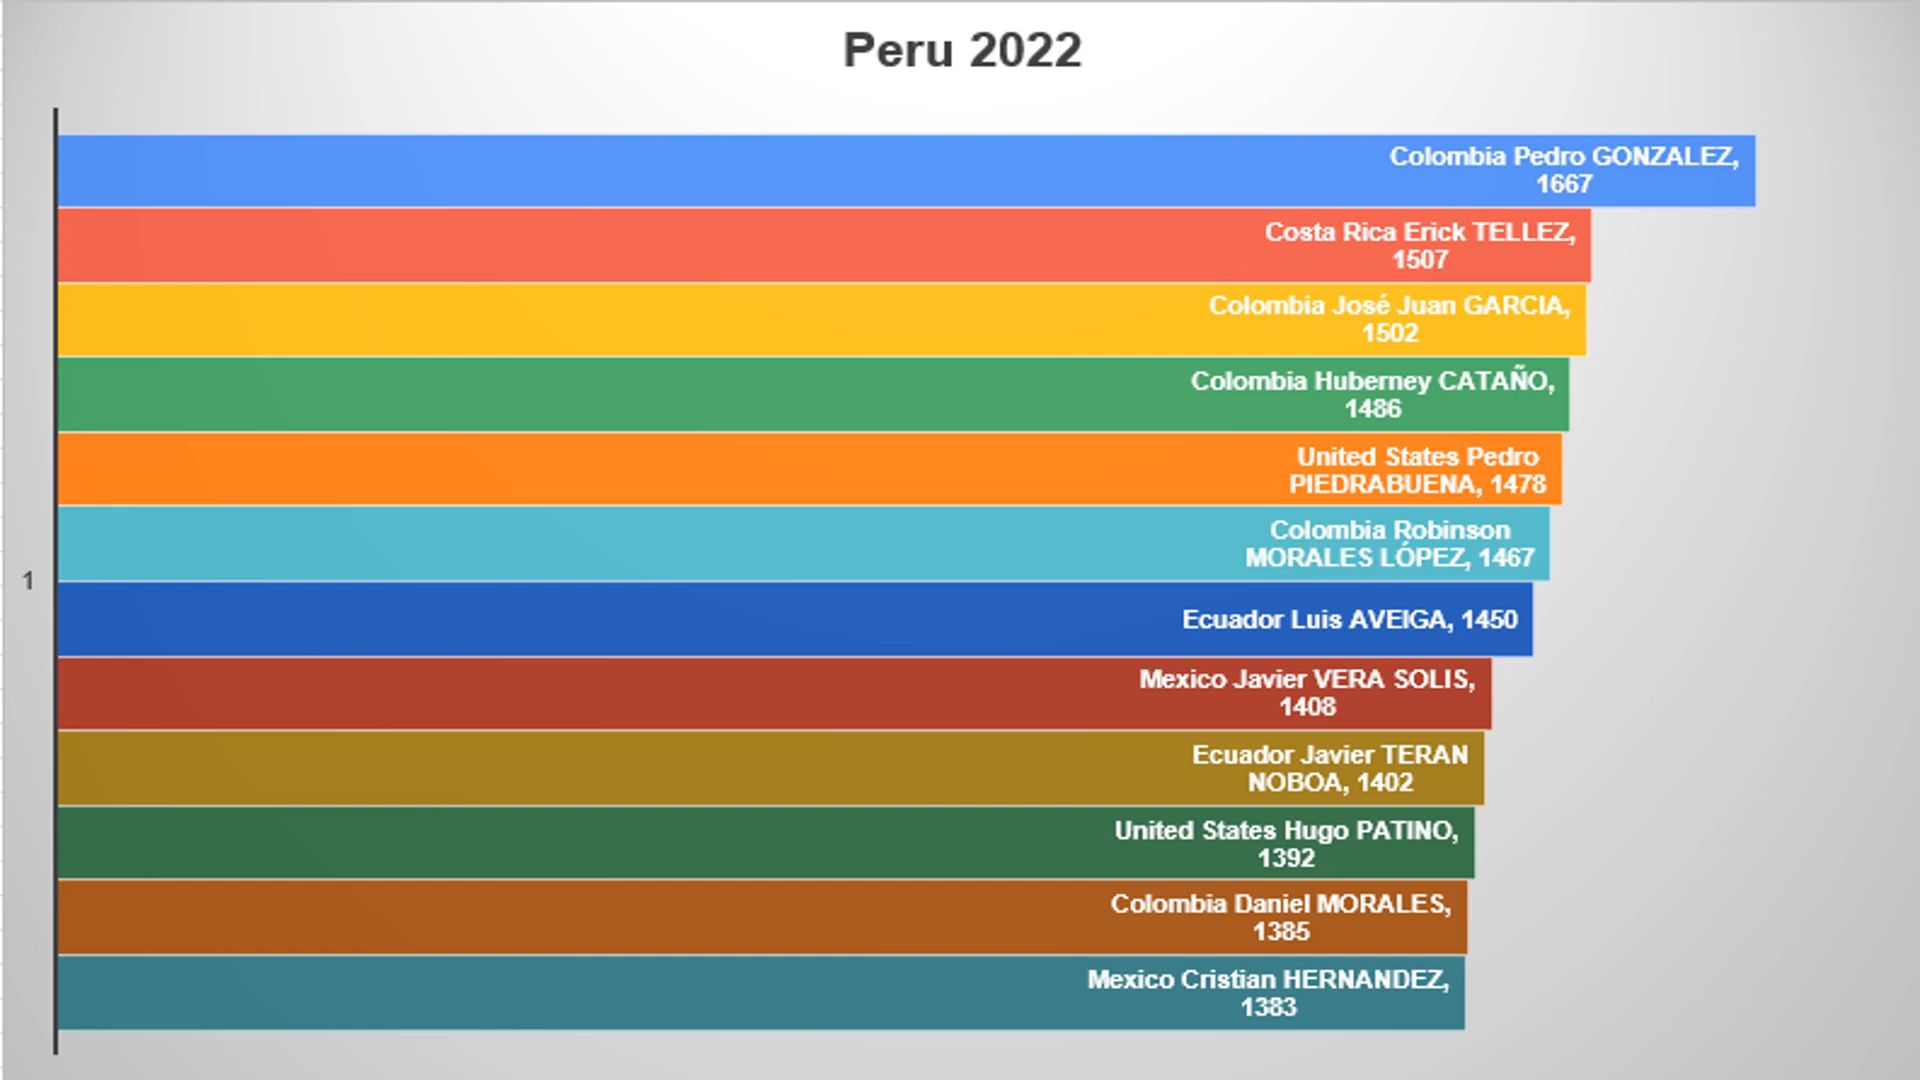 Peru 2022
Colombia Pedro GONZALEZ,
1667
Costa Rica Erick TELLEZ,
1507
Colombia José Juan GARCIA,
1502
Colombia Huberney CATAÑO,
1486
United States Pedro
PIEDRABUENA, 1478
Colombia Robinson
MORALES LÓPEZ, 1467
1
Ecuador Luis AVEIGA, 1450
Mexico Javier VERA SOLIS,
1408
Ecuador Javier TERAN
NOBOA, 1402
United States Hugo PATINO,
1392
Colombia Daniel MORALES,
1385
Mexico Cristian HERNANDEZ,
1383